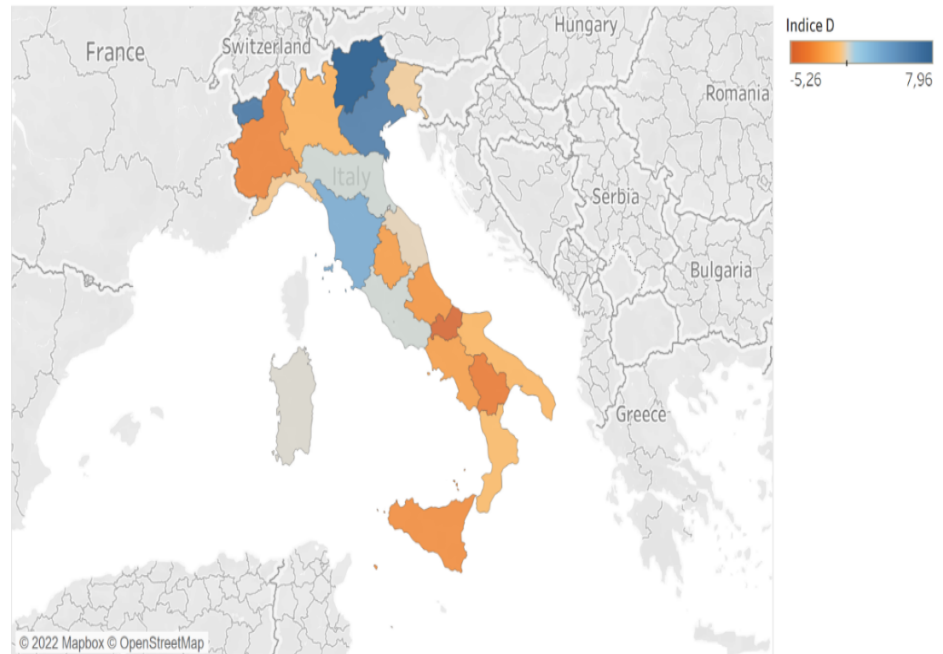 Hungary
France
Switzerland
Romania
Italy
Serbia
Bulgaria
Greece
© 2022 Mapbox © OpenStreetMap
Indice D
-5,26 7,96